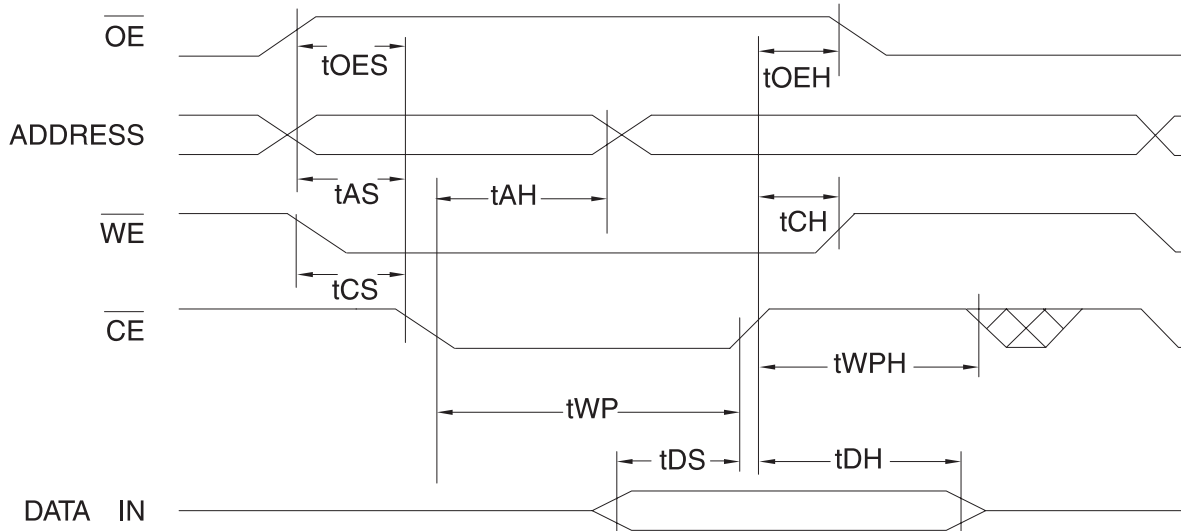 OE
tOES
tOEH
ADDRESS
tAS
tAH
tCH
WE
tCS
CE
tWPH
tWP
tDS
tDH
DATA IN